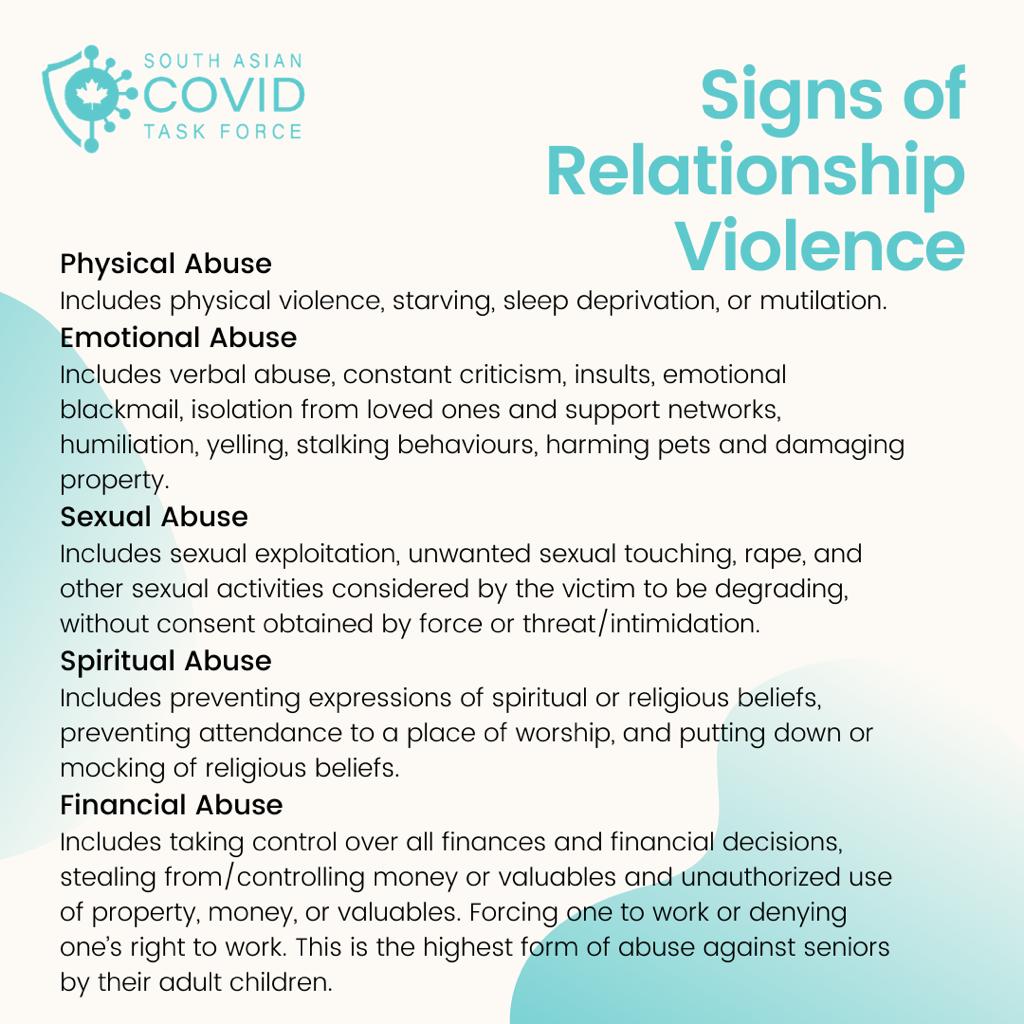 SOUTH ASIAN
COVID
TASK FORCE
Signs of
Relationship
Violence
Physical Abuse
Includes physical violence, starving, sleep deprivation, or mutilation.
Emotional Abuse
Includes verbal abuse, constant criticism, insults, emotional
blackmail, isolation from loved ones and support networks,
humiliation, yelling, stalking behaviours, harming pets and damaging
property.
Sexual Abuse
Includes sexual exploitation, unwanted sexual touching, rape, and
other sexual activities considered by the victim to be degrading,
without consent obtained by force or threat/intimidation.
Spiritual Abuse
Includes preventing expressions of spiritual or religious beliefs,
preventing attendance to a place of worship, and putting down or
mocking of religious beliefs.
Financial Abuse
Includes taking control over all finances and financial decisions,
stealing from/controlling money or valuables and unauthorized use
of property, money, or valuables. Forcing one to work or denying
one’s right to work. This is the highest form of abuse against seniors
by their adult children.